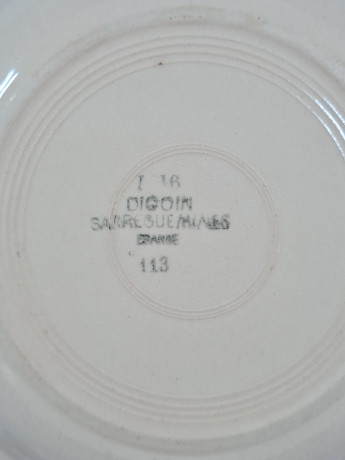 DIGOIN
SARREGUEMINES
FRANCE
113